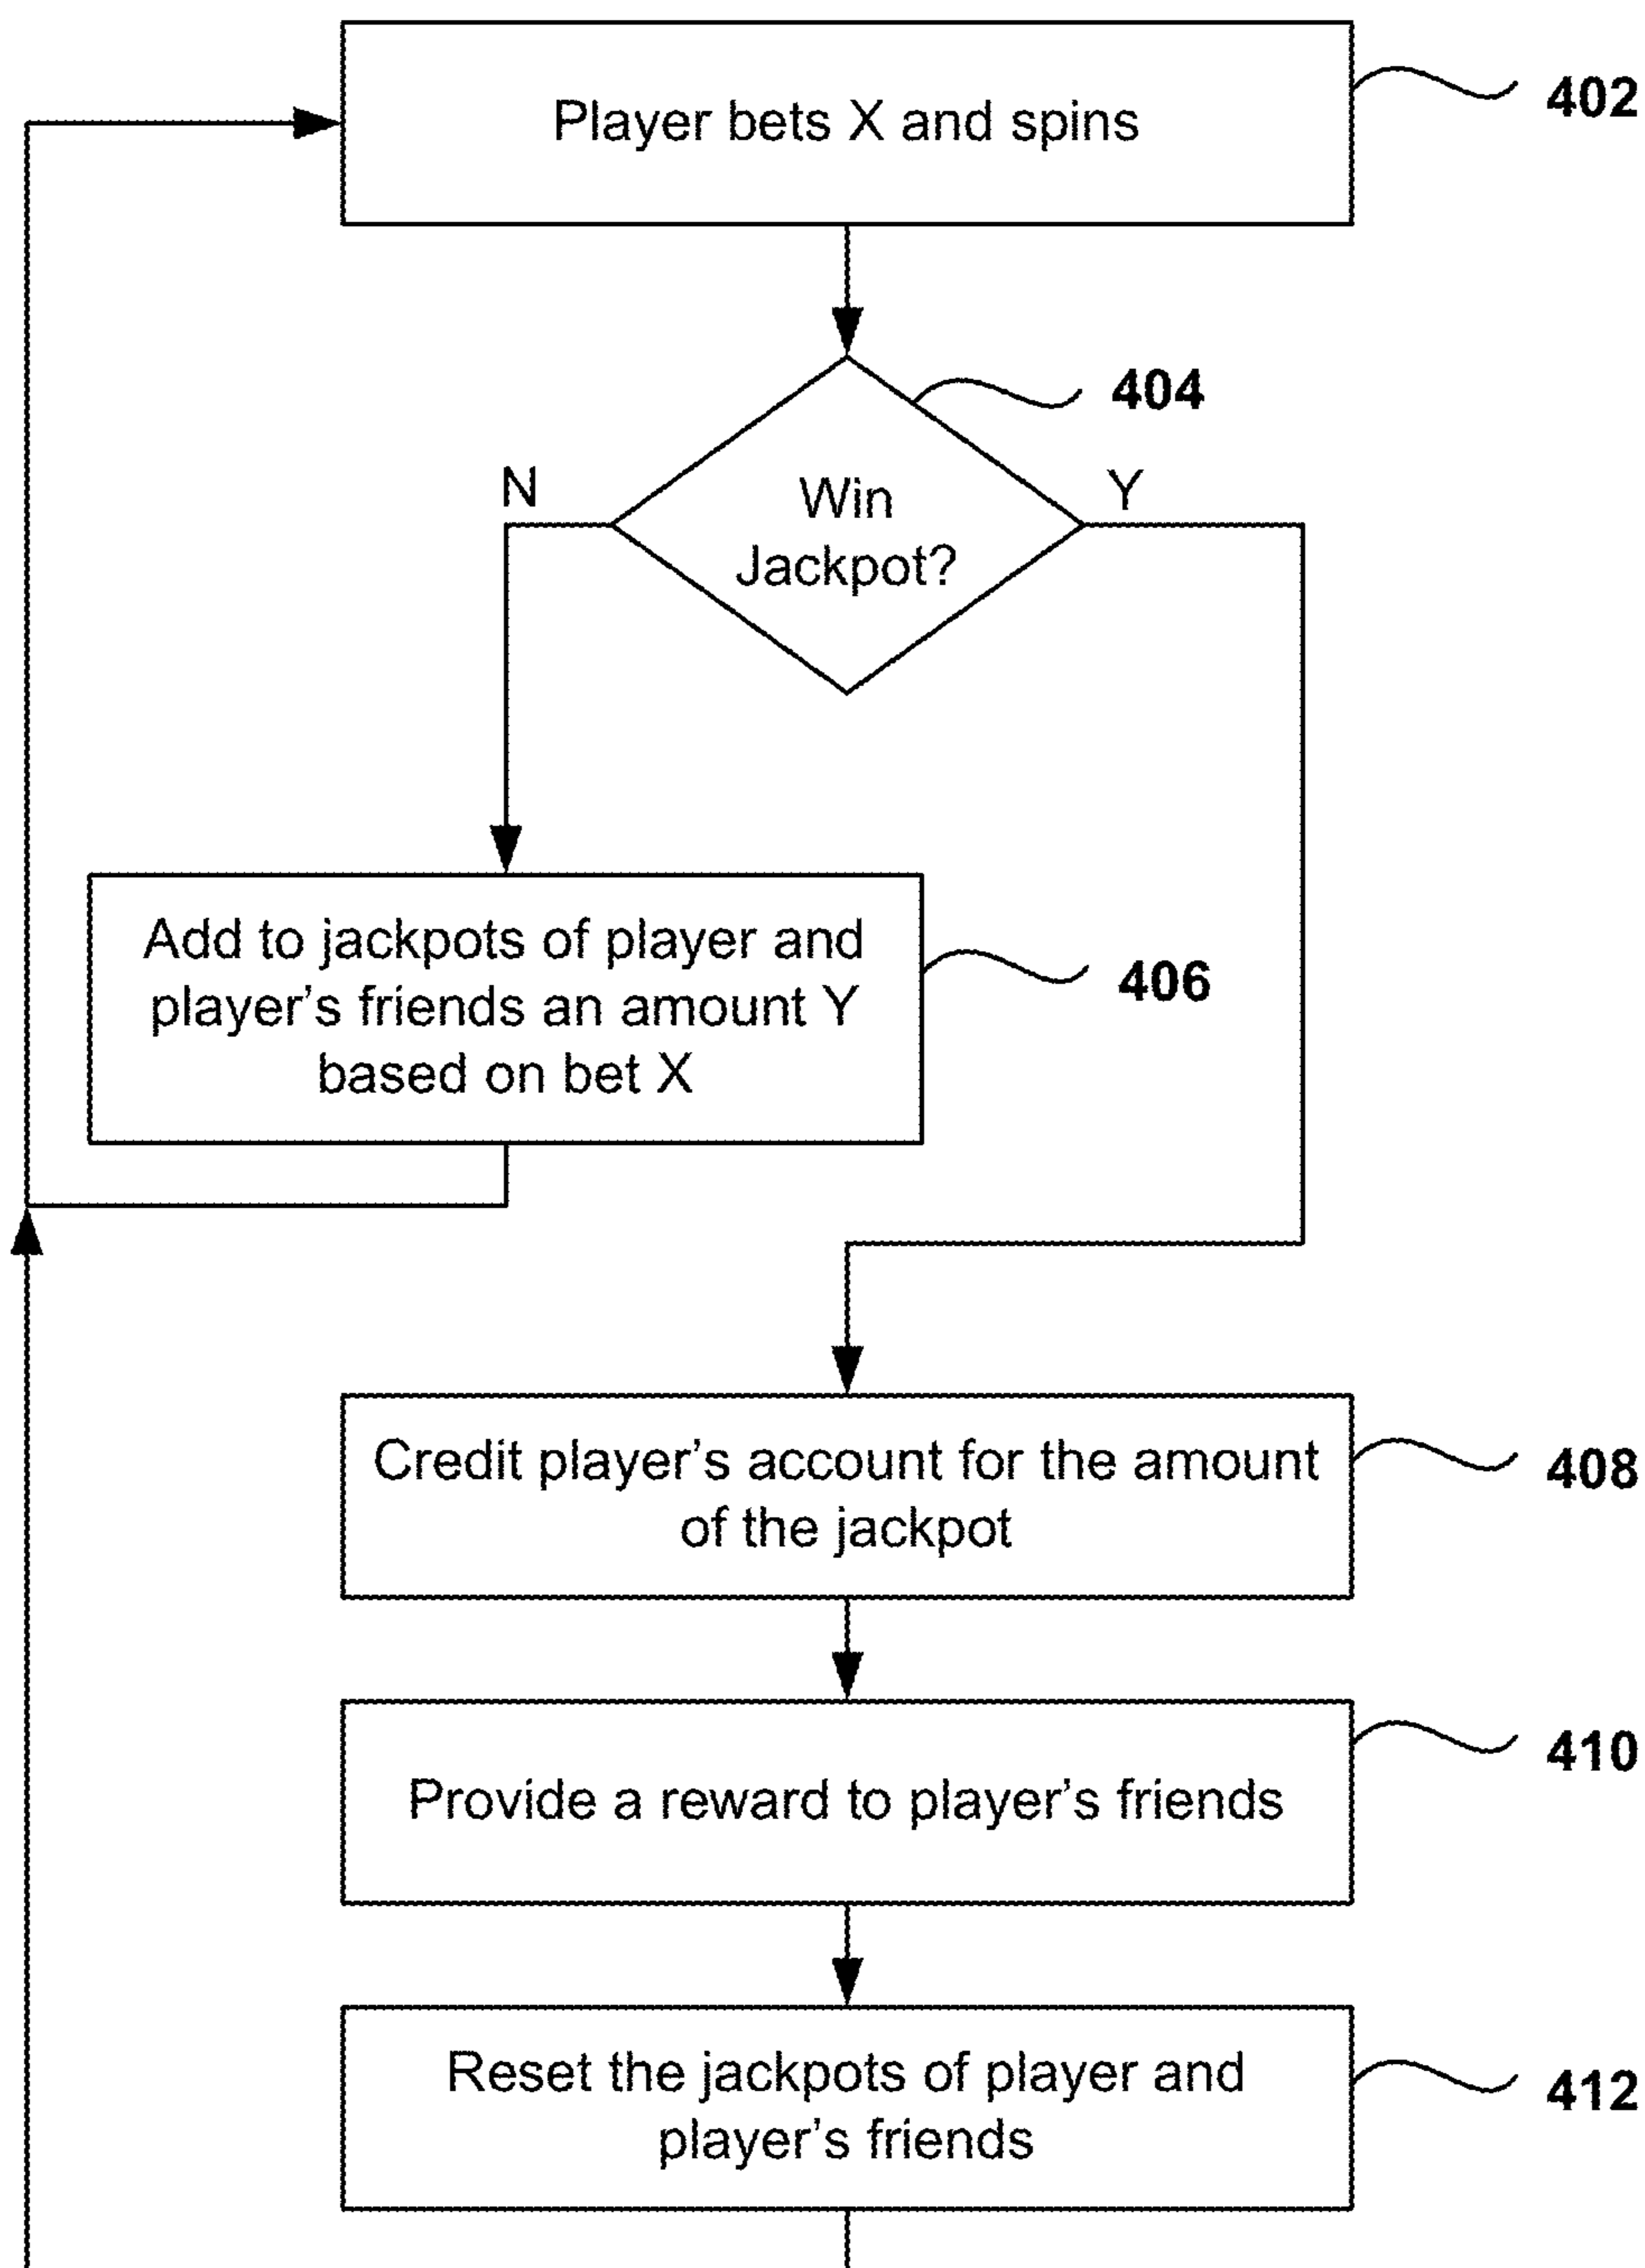 Player bets X and spins
402
404
N
Y
Win
Jackpot?
Add to jackpots of player and
player's friends an amount Y
based on bet X
406
Credit player's account for the amount
of the jackpot
408
Provide a reward to player's friends
410
Reset the jackpots of player and
player's friends
412